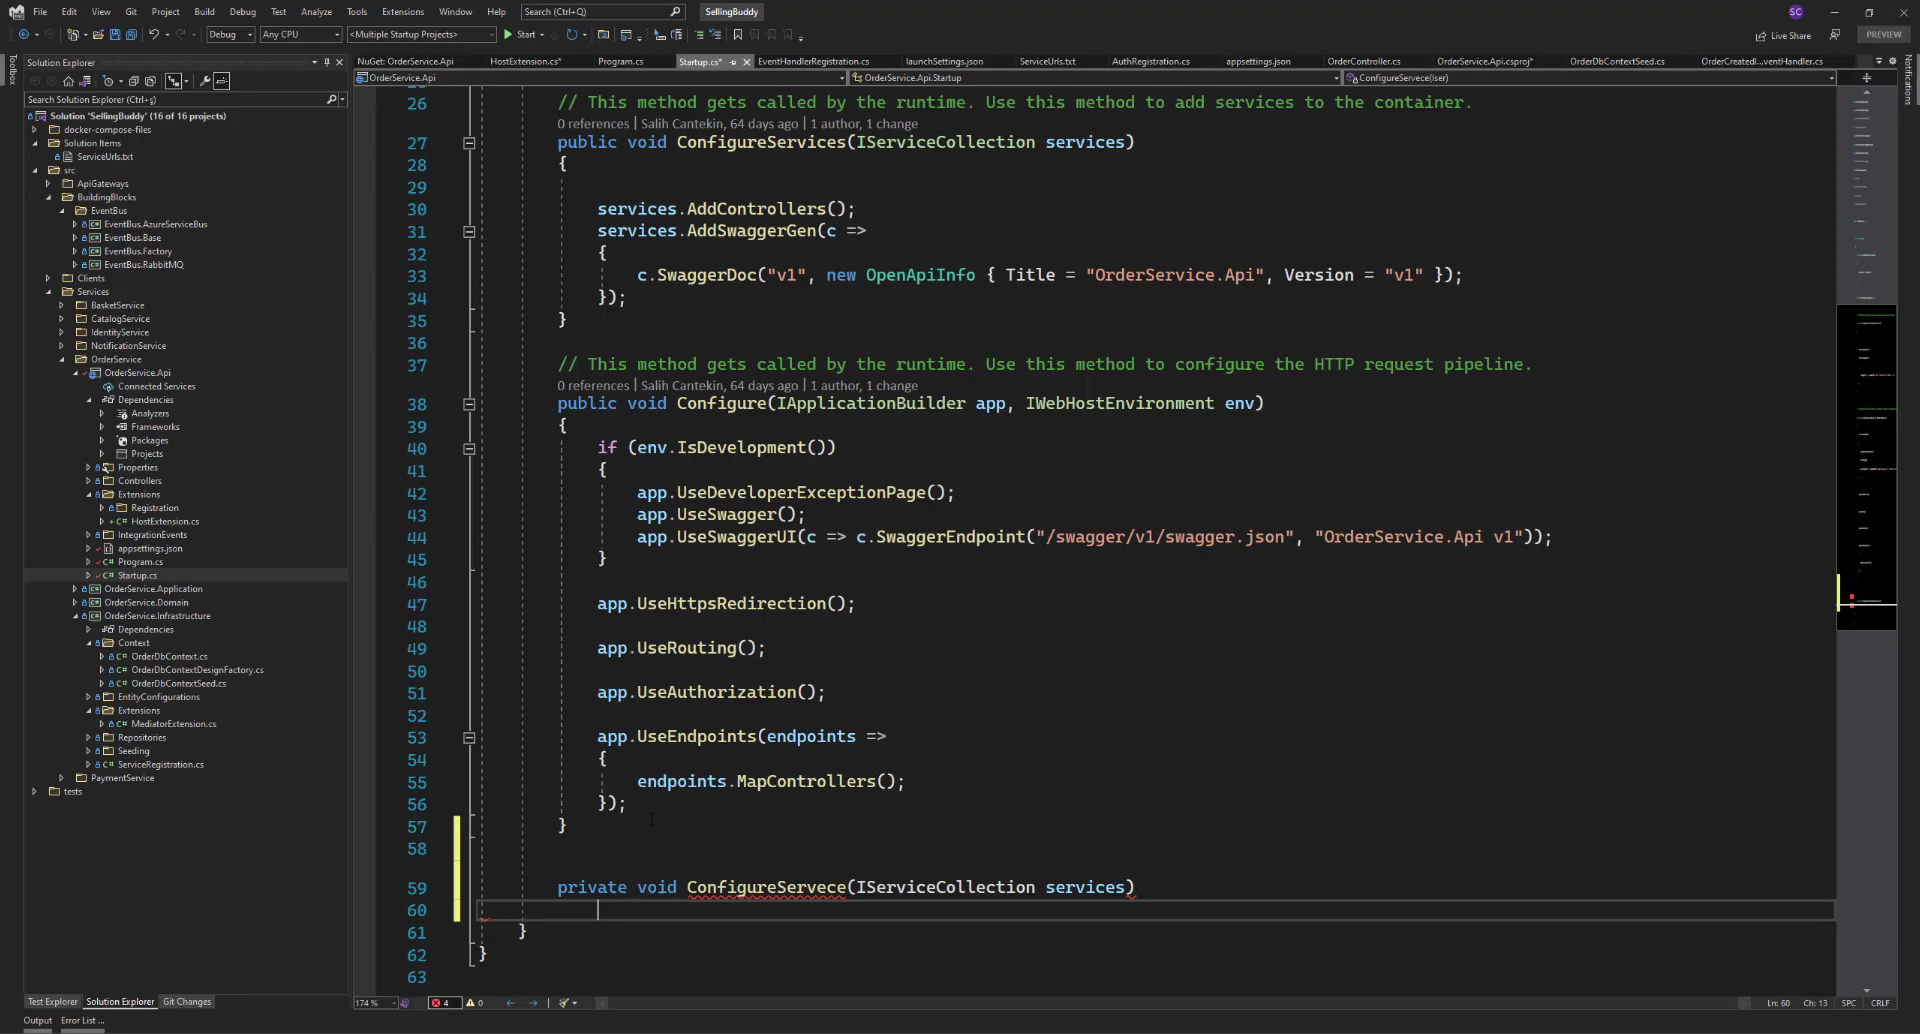 File Edit View Git Project Build Debug Test Analyze Tools Extensions Window Help Search (Ctrl+Q) SellingBuddy SC
Debug Any CPU <Multiple Startup Projects> Start Live Share PREVIEW
Toolbox
Notifications
Solution Explorer
Search Solution Explorer (Ctrl+ş)
Solution 'SellingBuddy' (16 of 16 projects)
docker-compose-files
Solution Items
ServiceUrls.txt
src
ApiGateways
BuildingBlocks
EventBus
EventBus.AzureServiceBus
EventBus.Base
EventBus.Factory
EventBus.RabbitMQ
Clients
Services
BasketService
CatalogService
IdentityService
NotificationService
OrderService
OrderService.Api
Connected Services
Dependencies
Analyzers
Frameworks
Packages
Projects
Properties
Controllers
Extensions
Registration
HostExtension.cs
IntegrationEvents
appsettings.json
Program.cs
Startup.cs
OrderService.Application
OrderService.Domain
OrderService.Infrastructure
Dependencies
Context
OrderDbContext.cs
OrderDbContextDesignFactory.cs
OrderDbContextSeed.cs
EntityConfigurations
Extensions
MediatorExtension.cs
Repositories
Seeding
ServiceRegistration.cs
PaymentService
tests
Test Explorer Solution Explorer Git Changes
Output Error List ...
NuGet: OrderService.Api HostExtension.cs* Program.cs Startup.cs* EventHandlerRegistration.cs launchSettings.json ServiceUrls.txt AuthRegistration.cs appsettings.json OrderController.cs OrderService.Api.csproj* OrderDbContextSeed.cs OrderCreatedI...ventHandler.cs
OrderService.Api OrderService.Api.Startup ConfigureServece(Iser)
26 // This method gets called by the runtime. Use this method to add services to the container.
0 references | Salih Cantekin, 64 days ago | 1 author, 1 change
27 public void ConfigureServices(IServiceCollection services)
28 {
29
30 services.AddControllers();
31 services.AddSwaggerGen(c =>
32 {
33 c.SwaggerDoc("v1", new OpenApiInfo { Title = "OrderService.Api", Version = "v1" });
34 });
35 }
36
37 // This method gets called by the runtime. Use this method to configure the HTTP request pipeline.
0 references | Salih Cantekin, 64 days ago | 1 author, 1 change
38 public void Configure(IApplicationBuilder app, IWebHostEnvironment env)
39 {
40 if (env.IsDevelopment())
41 {
42 app.UseDeveloperExceptionPage();
43 app.UseSwagger();
44 app.UseSwaggerUI(c => c.SwaggerEndpoint("/swagger/v1/swagger.json", "OrderService.Api v1"));
45 }
46
47 app.UseHttpsRedirection();
48
49 app.UseRouting();
50
51 app.UseAuthorization();
52
53 app.UseEndpoints(endpoints =>
54 {
55 endpoints.MapControllers();
56 });
57 }
58
59 private void ConfigureServece(IServiceCollection services)
60
61 }
62 }
63
174 % 4 0 Ln: 60 Ch: 13 SPC CRLF